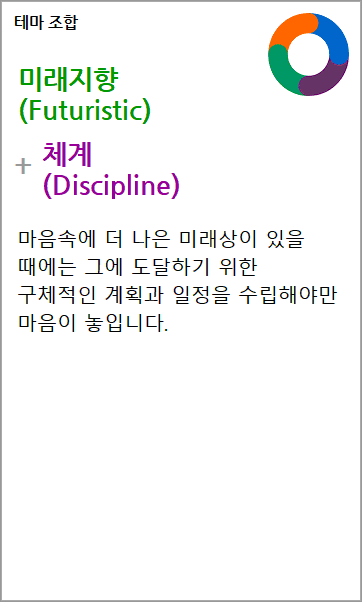 테마 조합
미래지향
(Futuristic)
+ 체계
(Discipline)
마음속에 더 나은 미래상이 있을
때에는 그에 도달하기 위한
구체적인 계획과 일정을 수립해야만
마음이 놓입니다.